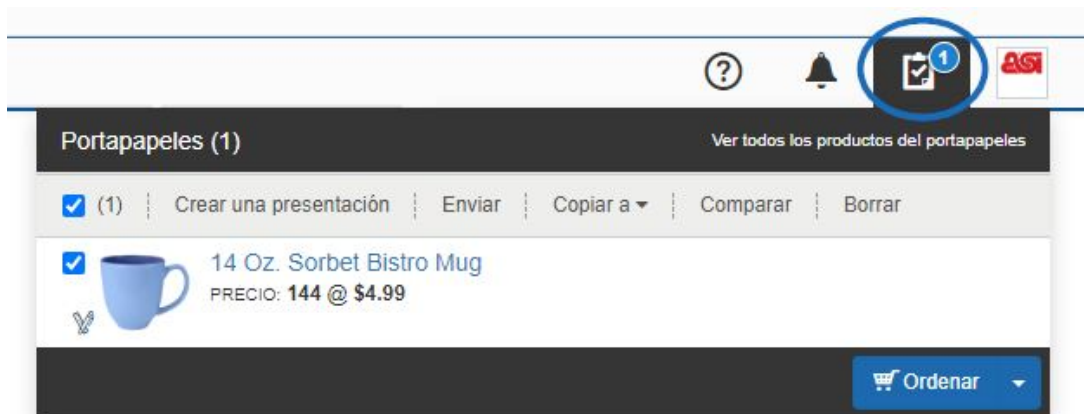 1
ASI
Portapapeles (1)
Ver todos los productos del portapapeles
(1) Crear una presentación Enviar Copiar a Comparar Borrar
14 Oz. Sorbet Bistro Mug
PRECIO: 144 @ $4.99
Ordenar